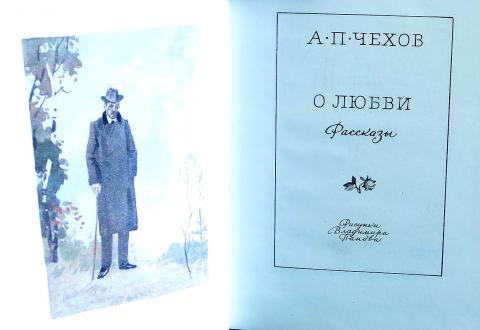 А·П·ЧЕХОВ
О ЛЮБВИ
Рассказы
Рисунки
Владимира
Панова